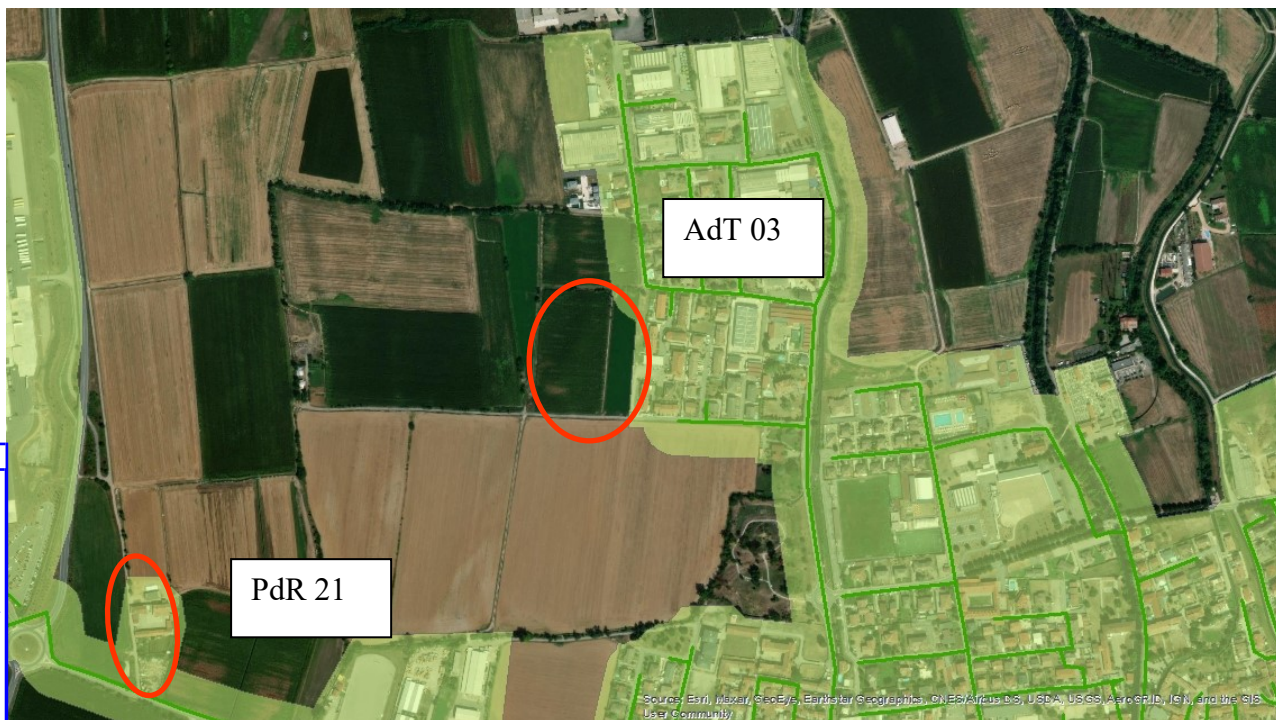 AdT 03
PdR 21
Source: Esri, Maxar, GeoEye, Earthstar Geographics, CNES/Airbus DS, USDA, USGS, AeroGRID, IGN, and the GIS
User Community